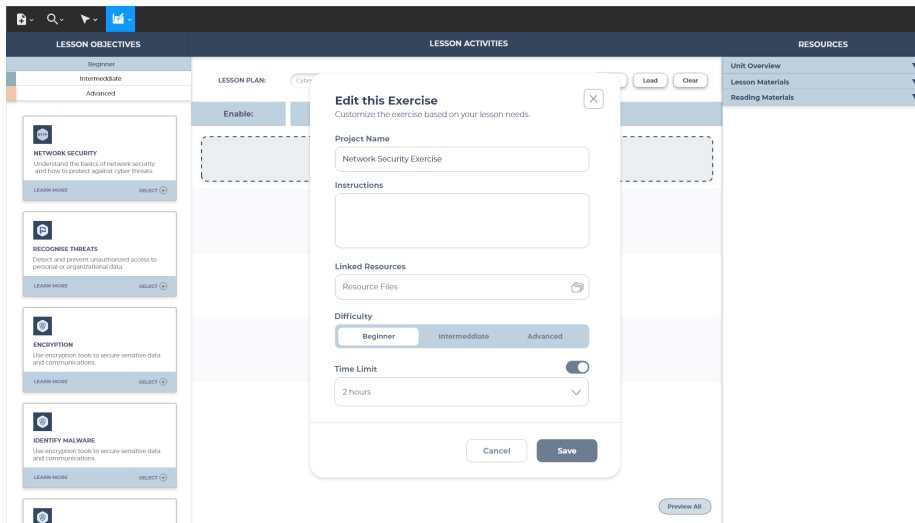 LESSON OBJECTIVES
Beginner
Intermeddiate
Advanced
HTTP
NETWORK SECURITY
Understand the basics of network security
and how to protect against cyber threats.
LEARN MORE
SELECT
RECOGNISE THREATS
Detect and prevent unauthorized access to
personal or organizational data.
LEARN MORE
SELECT
ENCRYPTION
Use encryption tools to secure sensitive data
and communications.
LEARN MORE
SELECT
IDENTIFY MALWARE
Use encryption tools to secure sensitive data
and communications.
LEARN MORE
SELECT
LESSON ACTIVITIES
LESSON PLAN:
Load
Clear
Enable:
Edit this Exercise
Customize the exercise based on your lesson needs.
Project Name
Network Security Exercise
Instructions
Linked Resources
Resource Files
Difficulty
Beginner
Intermeddiate
Advanced
Time Limit
2 hours
Cancel
Save
Preview All
RESOURCES
Unit Overview
Lesson Materials
Reading Materials